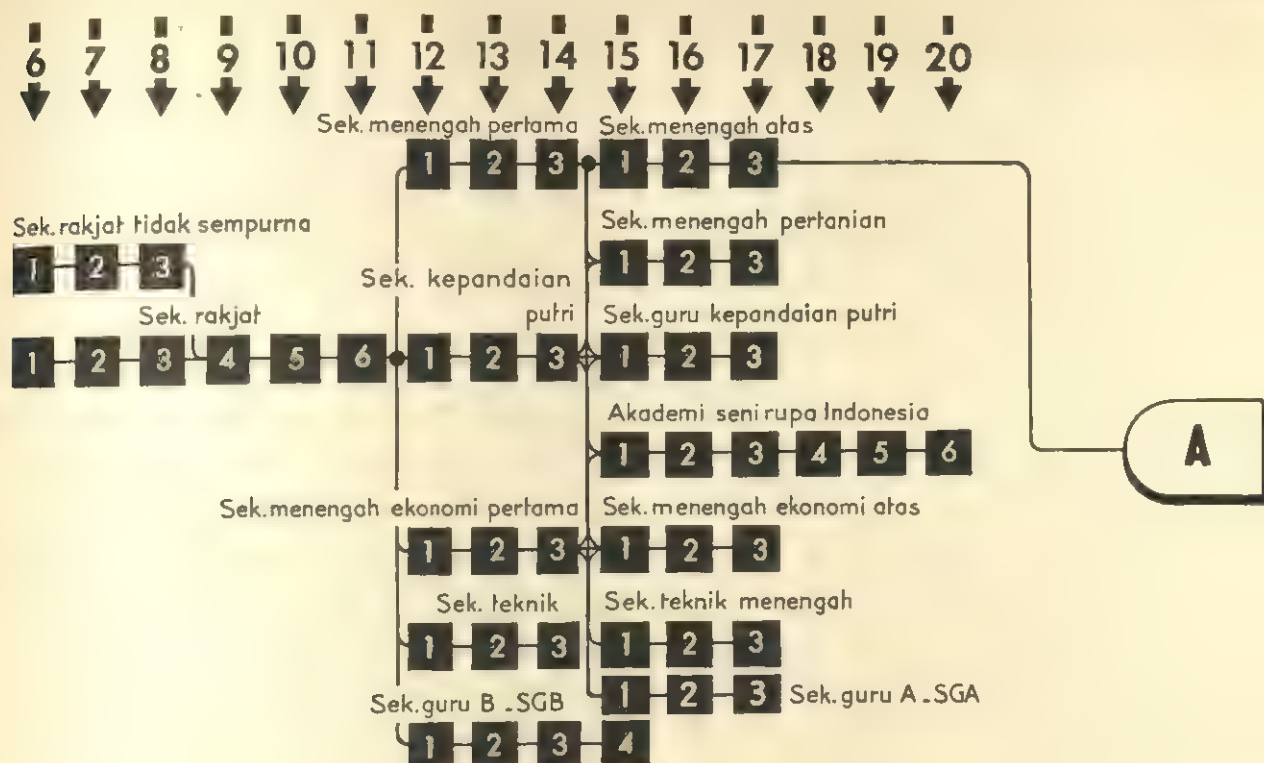 6 7 8 9 10 11 12 13 14 15 16 17 18 19 20
Sek. menengah pertama Sek. menengah atas
1 2 3 1 2 3
Sek. rakjat tidak sempurna Sek. menengah pertanian
1 2 3 1 2 3
Sek. kepandaian
Sek. rakjat putri Sek. guru kepandaian putri
1 2 3 4 5 6 1 2 3 1 2 3
Akademi seni rupa Indonesia
1 2 3 4 5 6 A
Sek. menengah ekonomi pertama Sek. menengah ekonomi atas
1 2 3 1 2 3
Sek. teknik Sek. teknik menengah
1 2 3 1 2 3
1 2 3 Sek. guru A - SGA
Sek. guru B - SGB
1 2 3 4